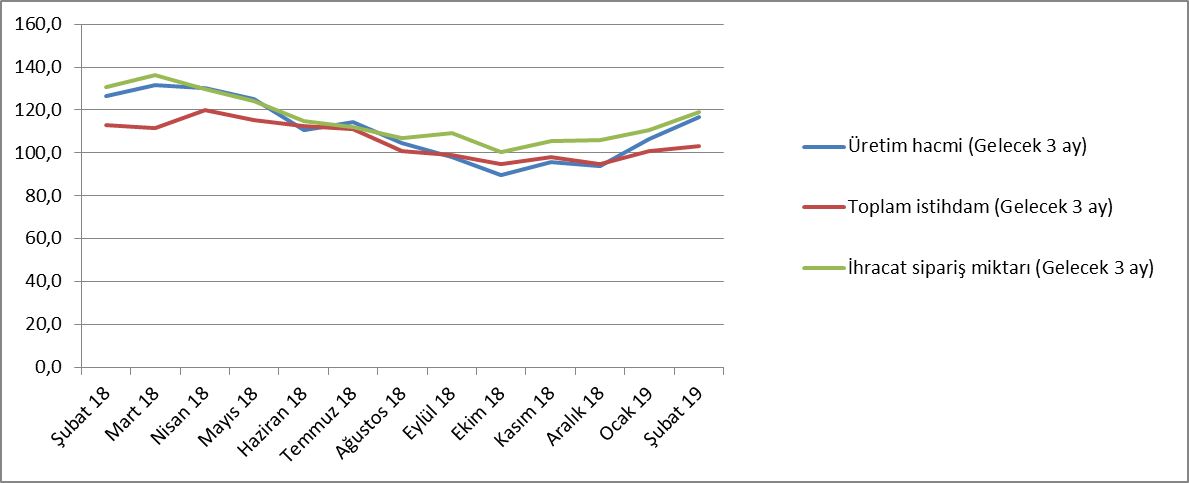 160,0
140,0
120,0
100,0
80,0
60,0
40,0
20,0
0,0
Şubat 18
Mart 18
Nisan 18
Mayıs 18
Haziran 18
Temmuz 18
Ağustos 18
Eylül 18
Ekim 18
Kasım 18
Aralık 18
Ocak 19
Şubat 19
Üretim hacmi (Gelecek 3 ay)
Toplam istihdam (Gelecek 3 ay)
İhracat sipariş miktarı (Gelecek 3 ay)